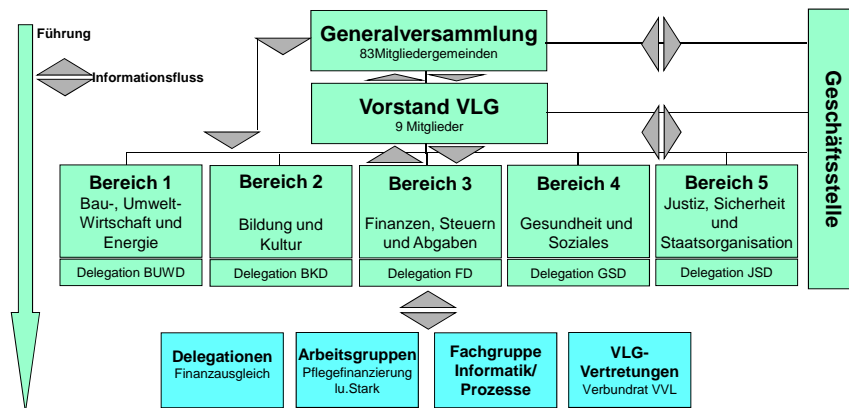 Führung
Informationsfluss
Generalversammlung
83Mitgliedergemeinden
Vorstand VLG
9 Mitglieder
Geschäftsstelle
Bereich 1
Bau-, Umwelt-
Wirtschaft und
Energie
Delegation BUWD
Bereich 2
Bildung und
Kultur
Delegation BKD
Bereich 3
Finanzen, Steuern
und Abgaben
Delegation FD
Bereich 4
Gesundheit und
Soziales
Delegation GSD
Bereich 5
Justiz, Sicherheit
und
Staatsorganisation
Delegation JSD
Delegationen
Finanzausgleich
Arbeitsgruppen
Pflegefinanzierung
lu.Stark
Fachgruppe
Informatik/
Prozesse
VLG-
Vertretungen
Verbundrat VVL